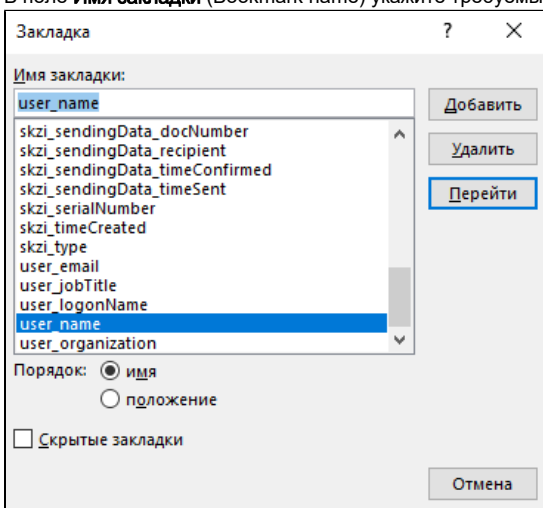 В поле Имя закладки (Bookmark name) укажите требуемы
Закладка ? ×
Имя закладки:
user_name
Добавить
skzi_sendingData_docNumber
skzi_sendingData_recipient
Удалить
skzi_sendingData_timeConfirmed
skzi_sendingData_timeSent
Перейти
skzi_serialNumber
skzi_timeCreated
skzi_type
user_email
user_jobTitle
user_logonName
user_name
user_organization
Порядок: имя
положение
Скрытые закладки
Отмена